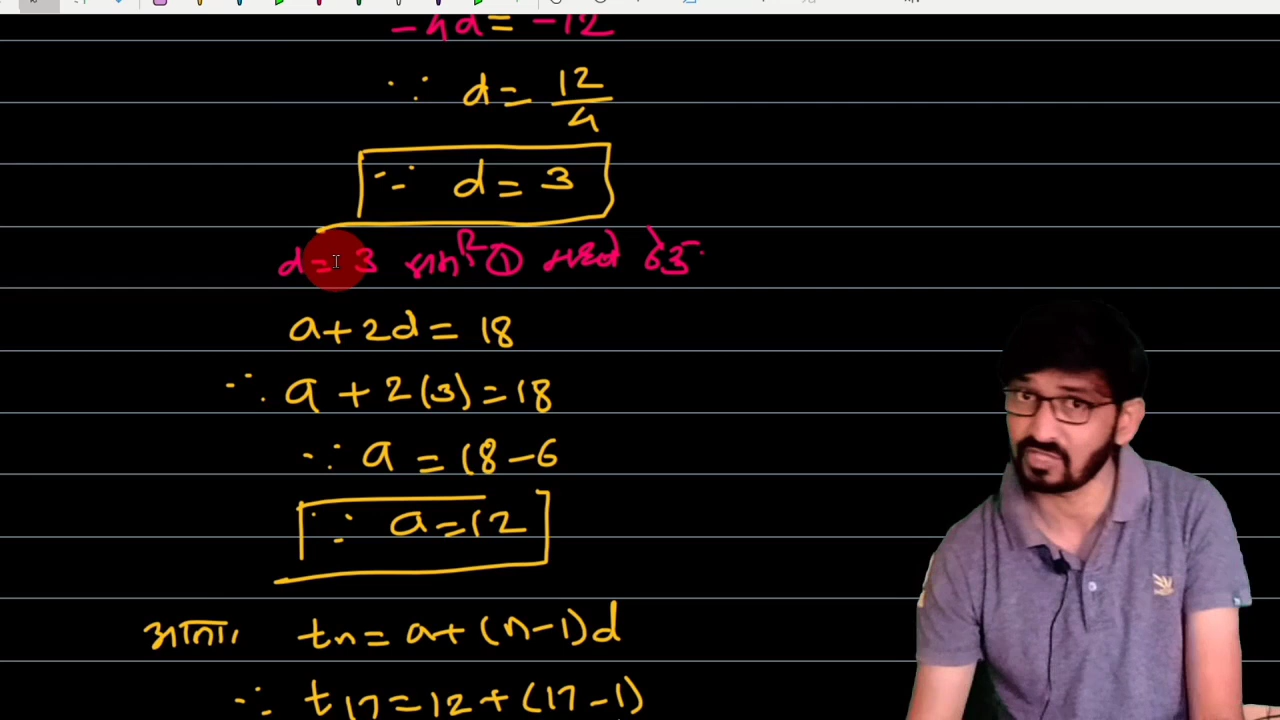 -4d = -12
∵ d = 12/4
∵ d = 3
d = 3 समी ① मध्ये ठेऊ.
a + 2d = 18
∵ a + 2(3) = 18
∵ a = 18 - 6
∵ a = 12
आता, tn = a + (n-1)d
∵ t17 = 12 + (17-1)